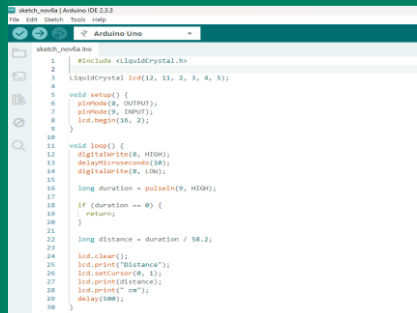 sketch_nov6a | Arduino IDE 2.3.3
File Edit Sketch Tools Help
Arduino Uno
sketch_nov6a.ino
1 #include <LiquidCrystal.h>
2
3 LiquidCrystal lcd(12, 11, 2, 3, 4, 5);
4
5 void setup() {
6 pinMode(8, OUTPUT);
7 pinMode(9, INPUT);
8 lcd.begin(16, 2);
9 }
10
11 void loop() {
12 digitalWrite(8, HIGH);
13 delayMicroseconds(10);
14 digitalWrite(8, LOW);
15
16 long duration = pulseIn(9, HIGH);
17
18 if (duration == 0) {
19 return;
20 }
21
22 long distance = duration / 58.2;
23
24 lcd.clear();
25 lcd.print("Distance");
26 lcd.setCursor(0, 1);
27 lcd.print(distance);
28 lcd.print(" cm");
29 delay(500);
30 }